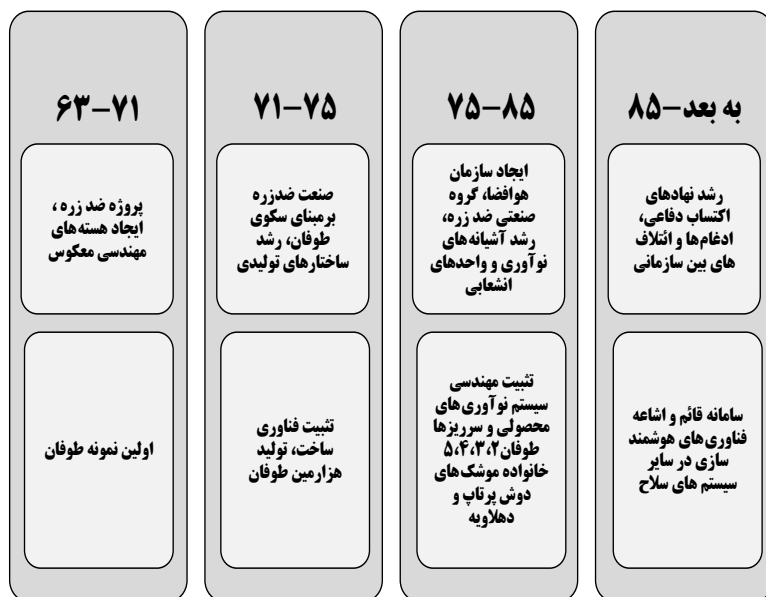 ۶۳-۷۱
پروژه ضد زره ،
ایجاد هسته‌های
مهندسی معکوس
اولین نمونه طوفان
۷۱-۷۵
صنعت ضدزره
برمبنای سکوی
طوفان، رشد
ساختارهای تولیدی
تثبیت فناوری
ساخت، تولید
هزارمین طوفان
۷۵-۸۵
ایجاد سازمان
هوافضا، گروه
صنعتی ضد زره،
رشد آشیانه‌های
نوآوری و واحدهای
انشعابی
تثبیت مهندسی
سیستم نوآوری‌های
محصولی و سرریزها
طوفان۵،۴،۳،۲
خانواده موشک‌های
دوش پرتاپ و
دهلاویه
به بعد-۸۵
رشد نهادهای
اکتساب دفاعی،
ادغام‌ها و ائتلاف
های بین سازمانی
سامانه قائم و اشاعه
فناوری‌های هوشمند
سازی در سایر
سیستم های سلاح